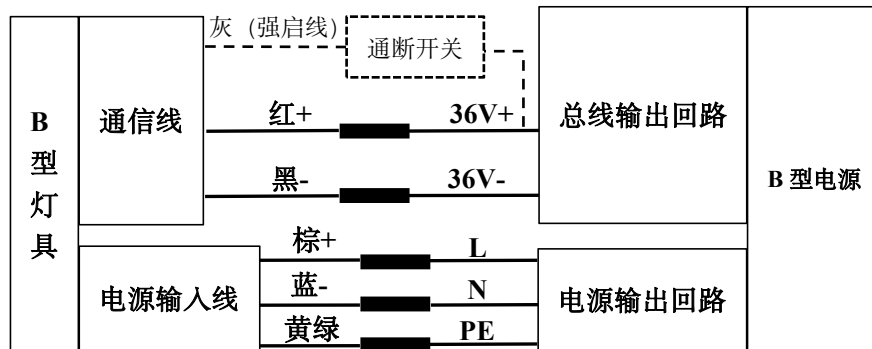 灰（强启线）
通断开关
B型灯具
通信线
红+
36V+
总线输出回路
黑-
36V-
B 型电源
棕+
L
电源输入线
蓝-
N
电源输出回路
黄绿
PE